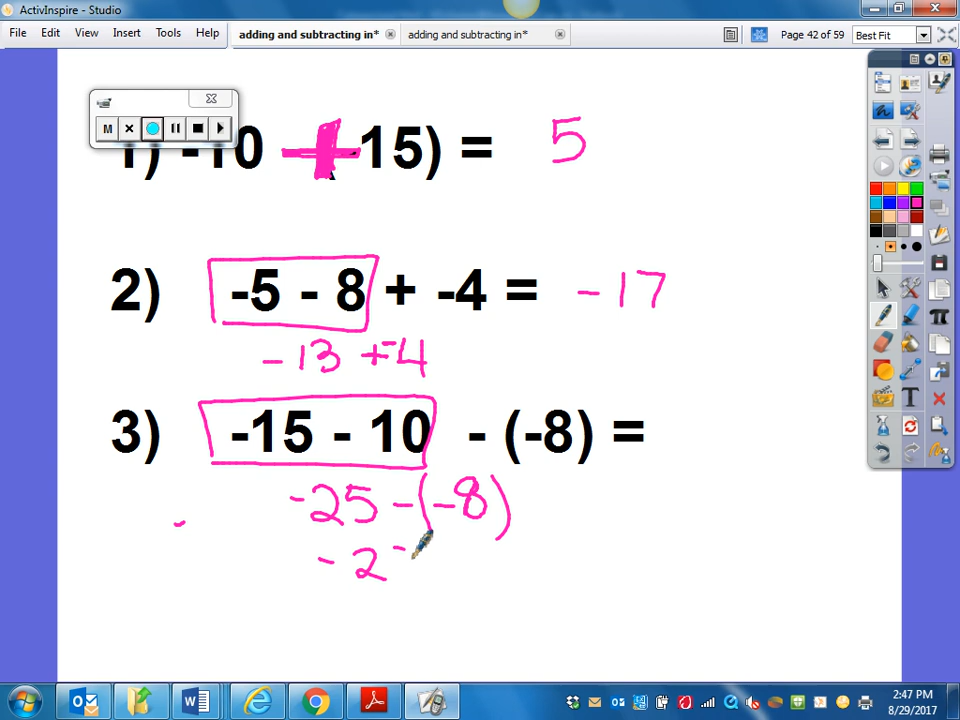 ActivInspire - Studio
File Edit View Insert Tools Help adding and subtracting in* adding and subtracting in* Page 42 of 59 Best Fit
M
1) -10 - (-15) = 5
2) -5 - 8 + -4 = -17
-13 + -4
3) -15 - 10 - (-8) =
-25 - (-8)
-2
2:47 PM
8/29/2017